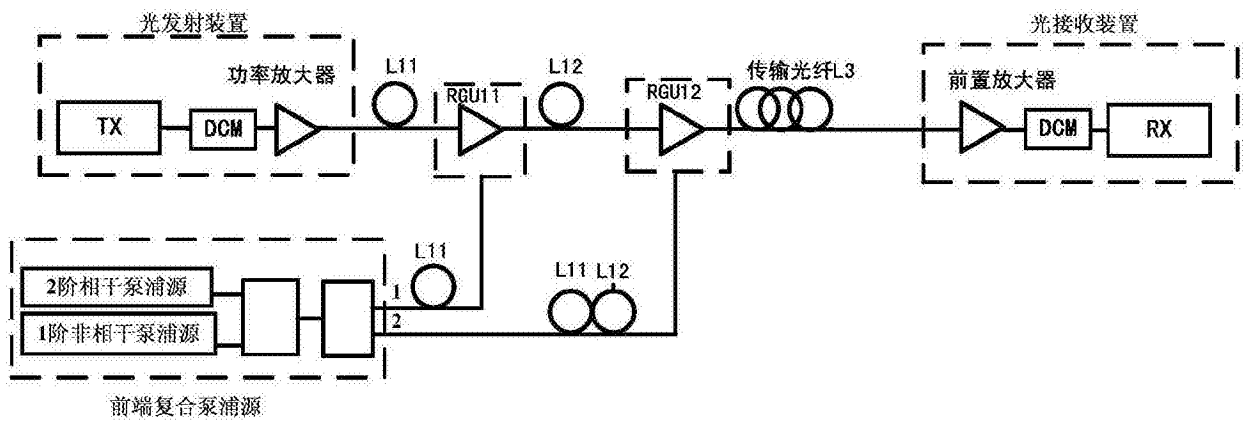 光发射装置
光接收装置
功率放大器
L11
RGU11
L12
RGU12
传输光纤L3
前置放大器
TX
DCM
DCM
RX
L11
L11
L12
2阶相干泵浦源
1阶非相干泵浦源
1
2
前端复合泵浦源